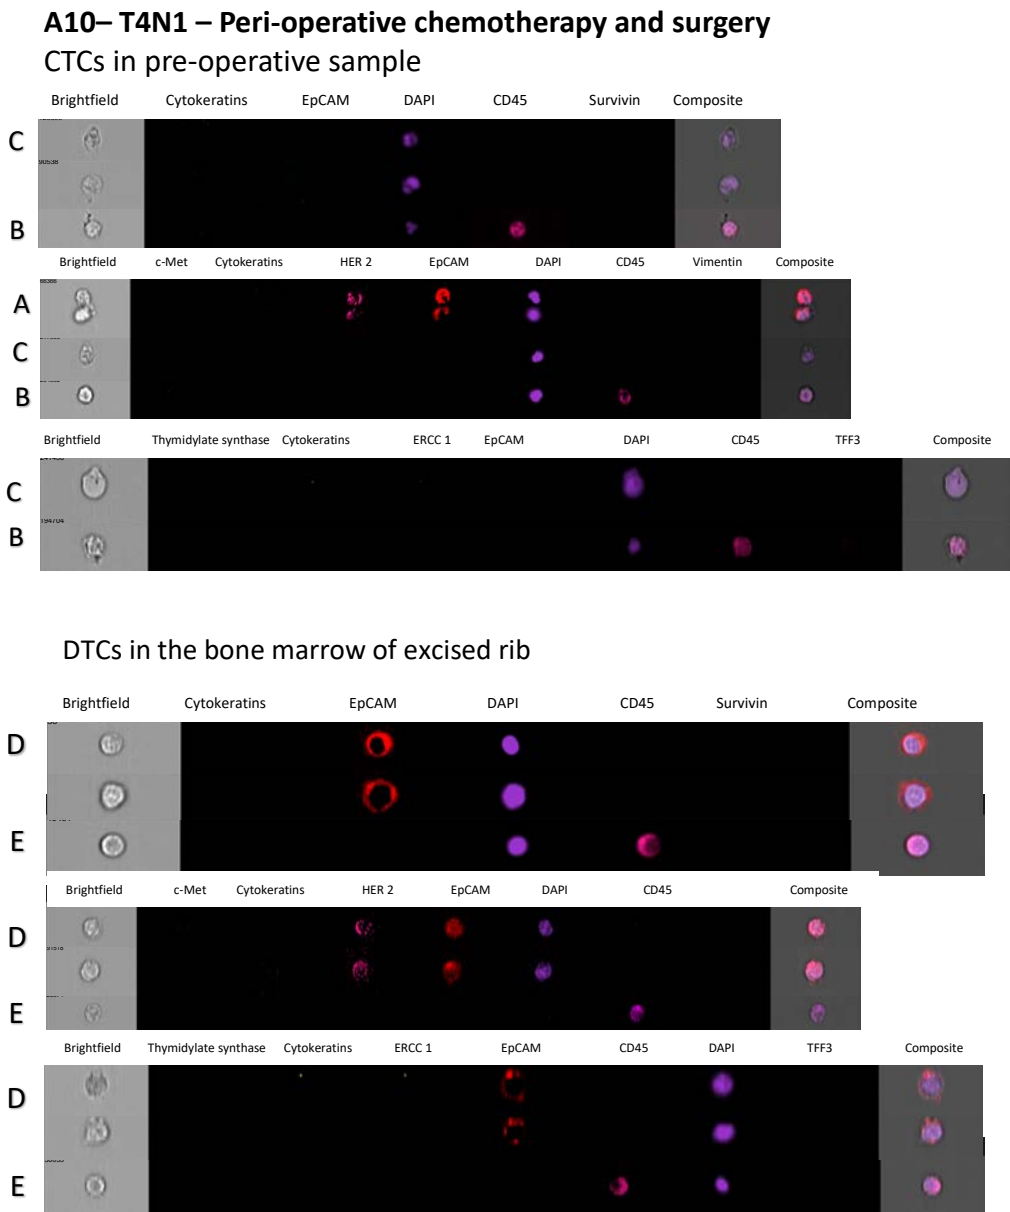 A10– T4N1 – Peri-operative chemotherapy and surgery
CTCs in pre-operative sample
Brightfield Cytokeratins EpCAM DAPI CD45 Survivin Composite
C
90538
B
Brightfield c-Met Cytokeratins HER 2 EpCAM DAPI CD45 Vimentin Composite
A
C
B
Brightfield Thymidylate synthase Cytokeratins ERCC 1 EpCAM DAPI CD45 TFF3 Composite
C
194704
B
DTCs in the bone marrow of excised rib
Brightfield Cytokeratins EpCAM DAPI CD45 Survivin Composite
D
E
Brightfield c-Met Cytokeratins HER 2 EpCAM DAPI CD45 Composite
D
E
Brightfield Thymidylate synthase Cytokeratins ERCC 1 EpCAM CD45 DAPI TFF3 Composite
D
E